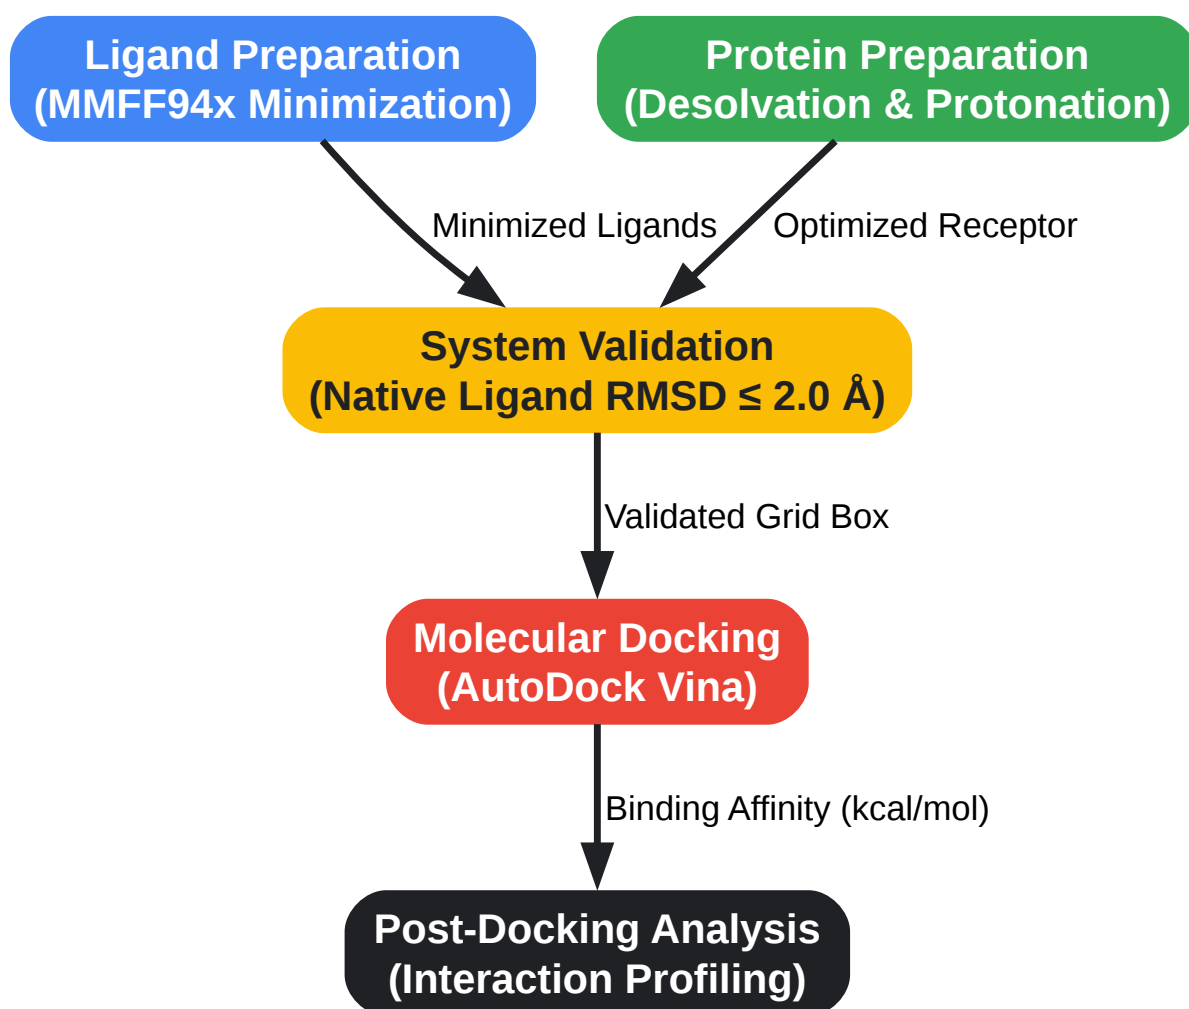 Ligand Preparation
(MMFF94x Minimization)
Protein Preparation
(Desolvation & Protonation)
Minimized Ligands
Optimized Receptor
System Validation
(Native Ligand RMSD ≤ 2.0 Å)
Validated Grid Box
Molecular Docking
(AutoDock Vina)
Binding Affinity (kcal/mol)
Post-Docking Analysis
(Interaction Profiling)